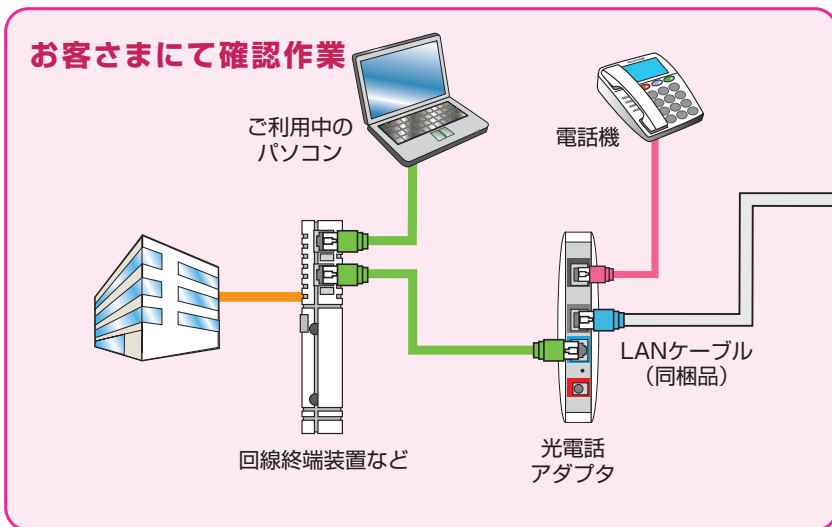 お客さまにて確認作業
ご利用中の
パソコン
電話機
LANケーブル
（同梱品）
回線終端装置など
光電話
アダプタ